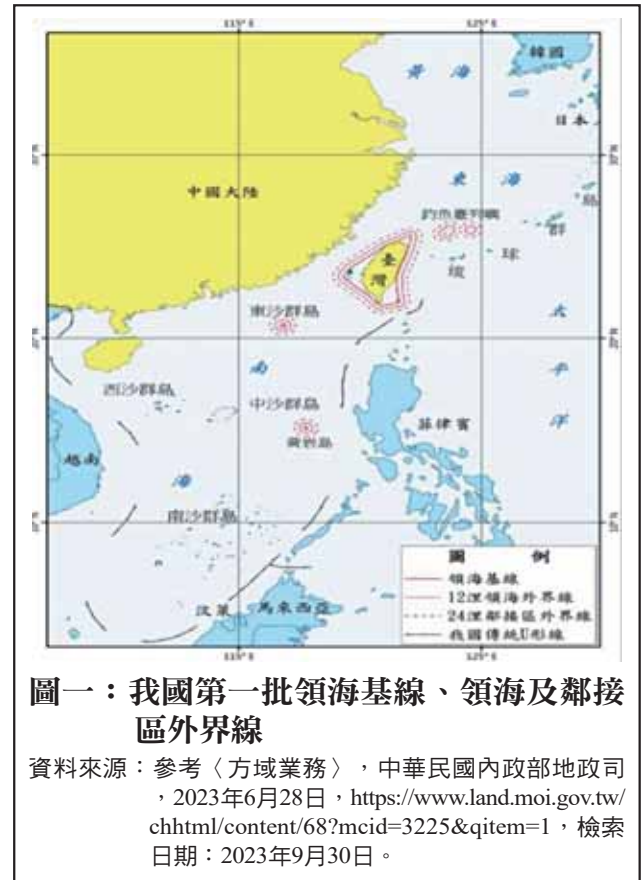 115°E
125°E
韓國
黃海
日本
中國大陸
東海
釣魚臺列嶼
琉球群島
臺灣
東沙群島
太平洋
南海
西沙群島
中沙群島
黃岩島
菲律賓
越南
南沙群島
汶萊
馬來西亞
圖例
領海基線
12浬領海外界線
24浬鄰接區外界線
我國傳統U形線
115°E
125°E
圖一：我國第一批領海基線、領海及鄰接
區外界線
資料來源：參考〈方域業務〉，中華民國內政部地政司
，2023年6月28日，https://www.land.moi.gov.tw/
chhtml/content/68?mcid=3225&qitem=1，檢索
日期：2023年9月30日。